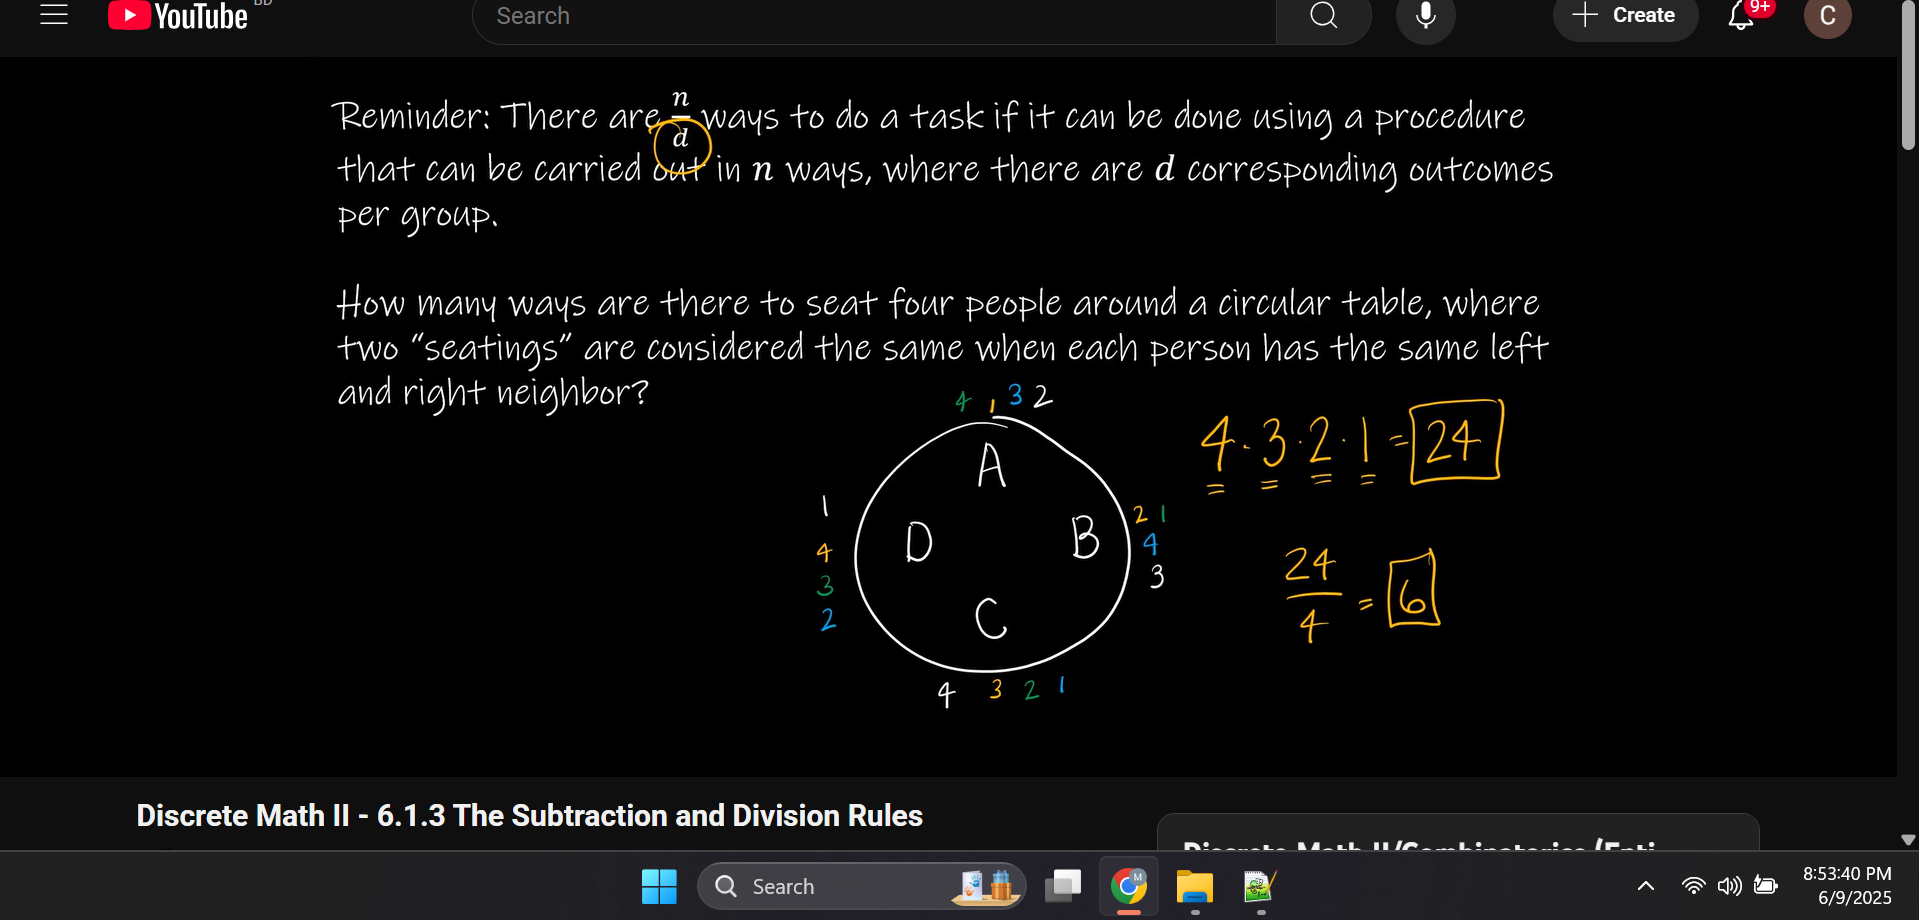 YouTube BD
Search
Create
9+
C
Reminder: There are n/d ways to do a task if it can be done using a procedure
that can be carried out in n ways, where there are d corresponding outcomes
per group.
How many ways are there to seat four people around a circular table, where
two “seatings” are considered the same when each person has the same left
and right neighbor?
4 1 3 2
A
4 · 3 · 2 · 1 = 24
1
4
3
2
D
B
2 1
4
3
C
4 3 2 1
24/4 = 6
Discrete Math II - 6.1.3 The Subtraction and Division Rules
Discrete Math II/Combinatorics (Enti
Search
M
8:53:40 PM
6/9/2025